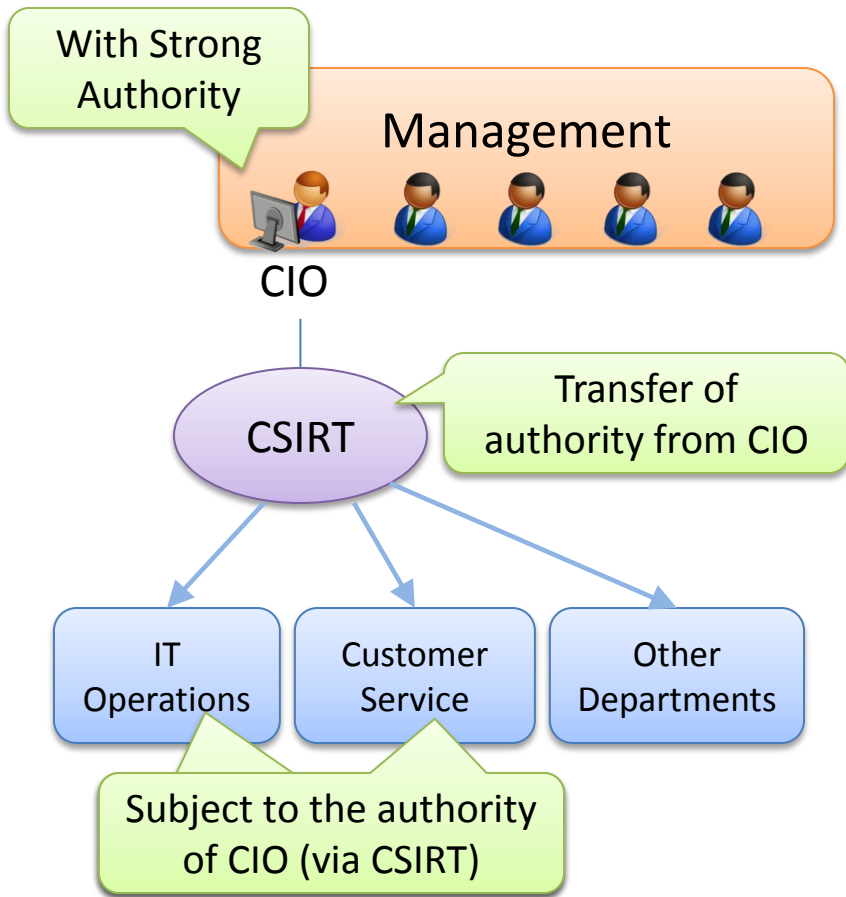 With Strong
Authority
Management
CIO
CSIRT
Transfer of
authority from CIO
IT
Operations
Customer
Service
Other
Departments
Subject to the authority
of CIO (via CSIRT)